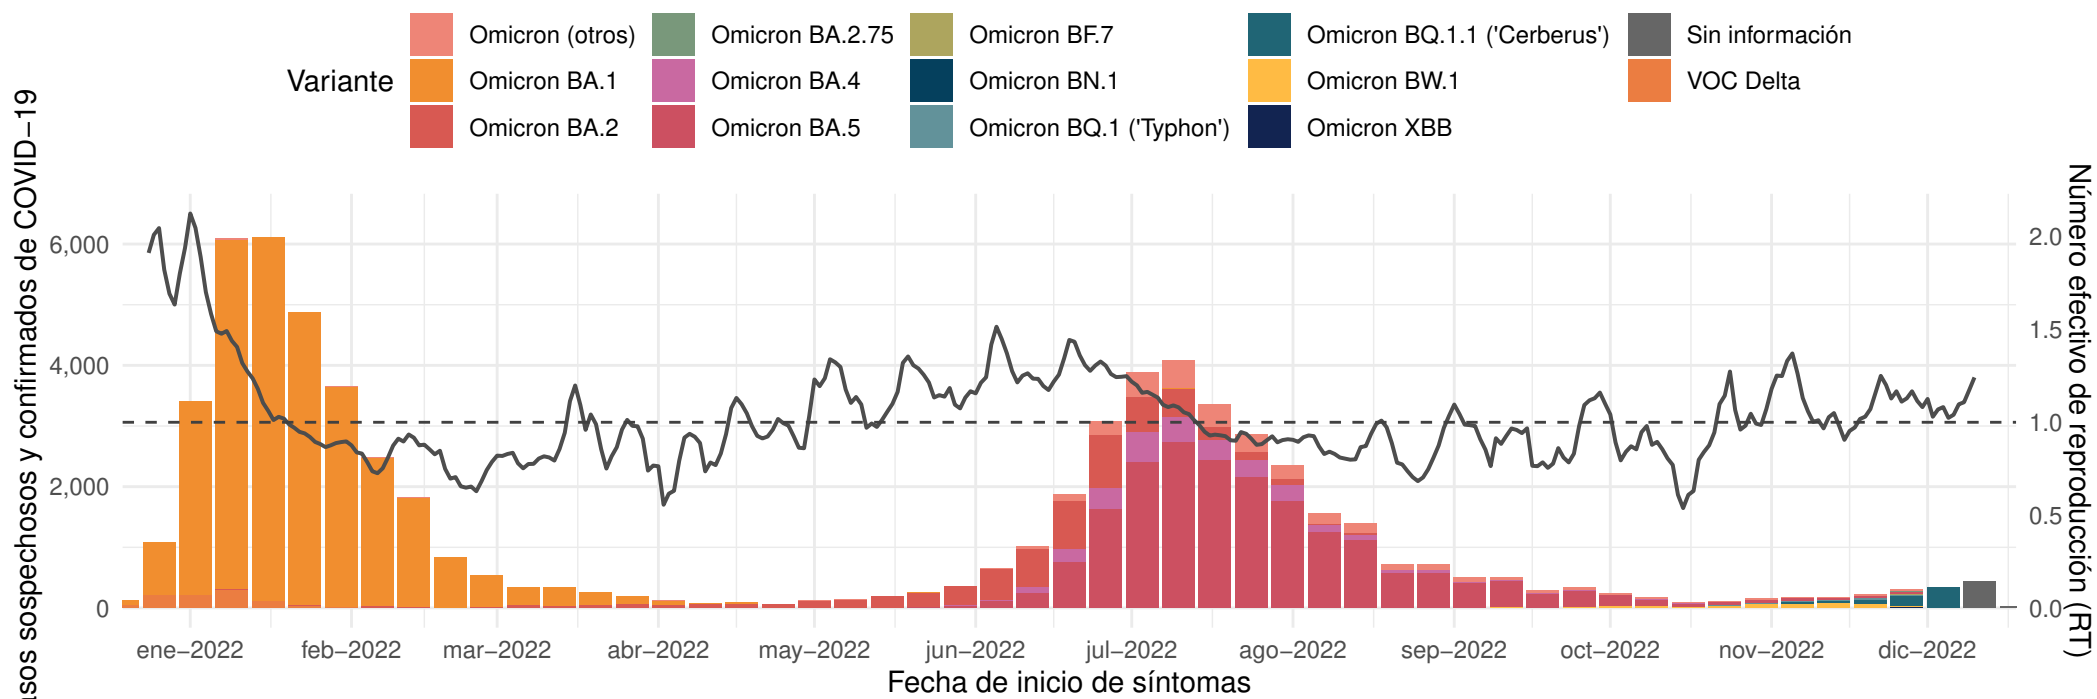 Variante
Omicron (otros)
Omicron BA.1
Omicron BA.2
Omicron BA.2.75
Omicron BA.4
Omicron BA.5
Omicron BF.7
Omicron BN.1
Omicron BQ.1 ('Typhon')
Omicron BQ.1.1 ('Cerberus')
Omicron BW.1
Omicron XBB
Sin información
VOC Delta
sospechosos y confirmados de COVID−19
6,000
4,000
2,000
0
2.0
1.5
1.0
0.5
0.0
Número efectivo de reproducción (RT)
ene−2022 feb−2022 mar−2022 abr−2022 may−2022 jun−2022 jul−2022 ago−2022 sep−2022 oct−2022 nov−2022 dic−2022
Fecha de inicio de síntomas